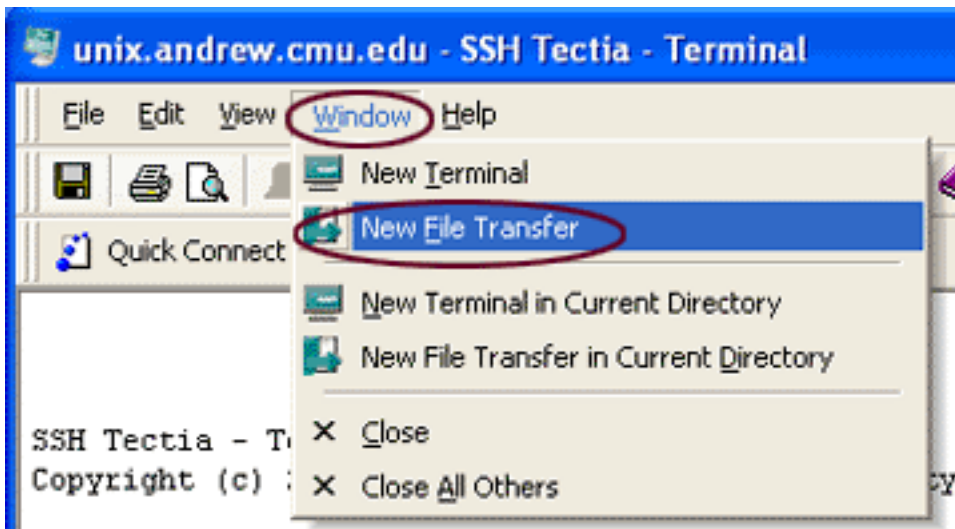 unix.andrew.cmu.edu - SSH Tectia - Terminal
File Edit View Window Help
New Terminal
New File Transfer
Quick Connect
New Terminal in Current Directory
New File Transfer in Current Directory
Close
SSH Tectia -
Copyright (c)
Close All Others